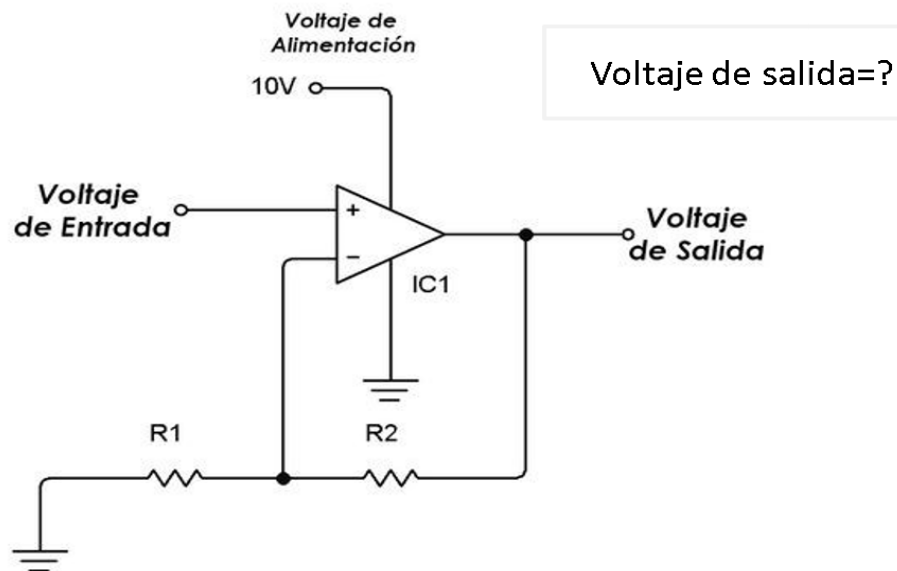 Voltaje de
Alimentación
10V
Voltaje de salida=?
Voltaje
de Entrada
+
−
IC1
Voltaje
de Salida
R1
R2